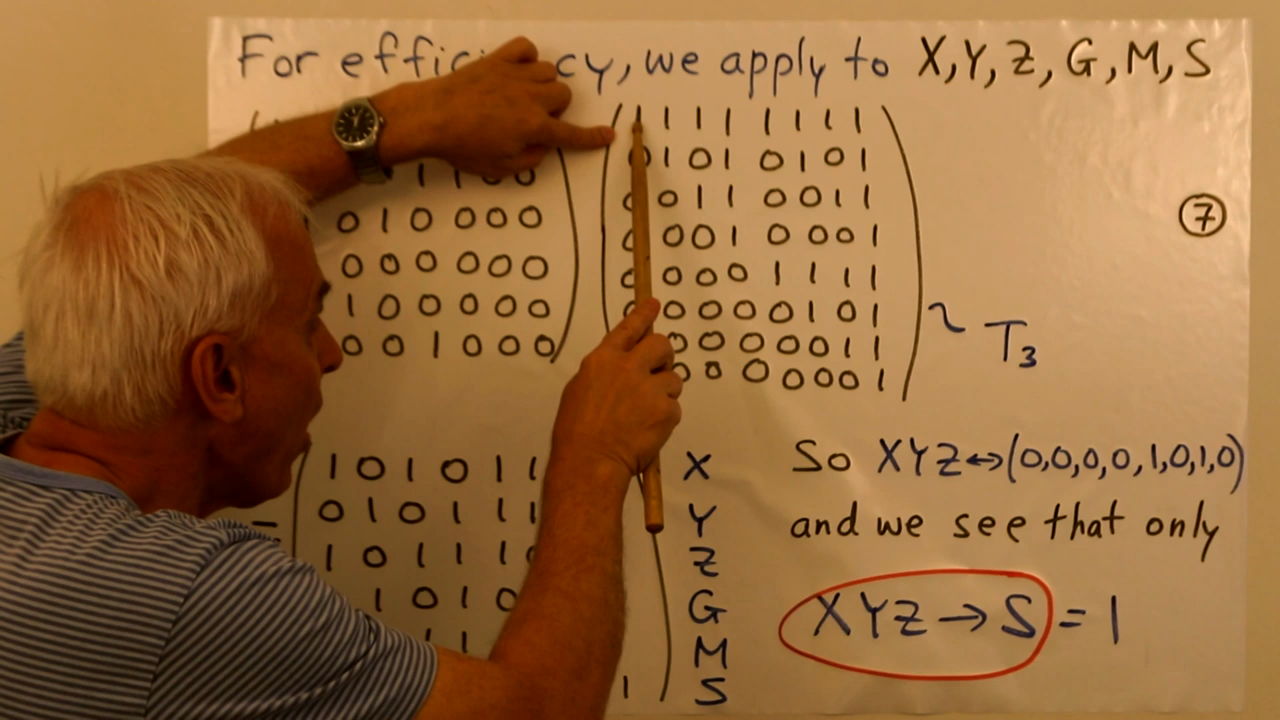 For efficiency, we apply to X, Y, Z, G, M, S
1 1 1 1 1 1 1 1
1 1 0 0 0 1 0 1 0 1 0 1
0 1 0 0 0 0 0 1 1 0 0 1 1
0 0 1 0 0 0 1
0 0 0 0 0 0 0 0 0 1 1 1 1
1 0 0 0 0 0 0 0 0 0 1 0 1
0 0 1 0 0 0 0 0 0 0 1 1
0 0 0 0 0 0 1
~ T3
⑦
1 0 1 0 1 1 X
0 1 0 1 1 1 Y
1 0 1 1 1 Z
1 0 1 0 G
1 1 M
1 S
So XYZ↔(0,0,0,0,1,0,1,0)
and we see that only
XYZ → S = 1